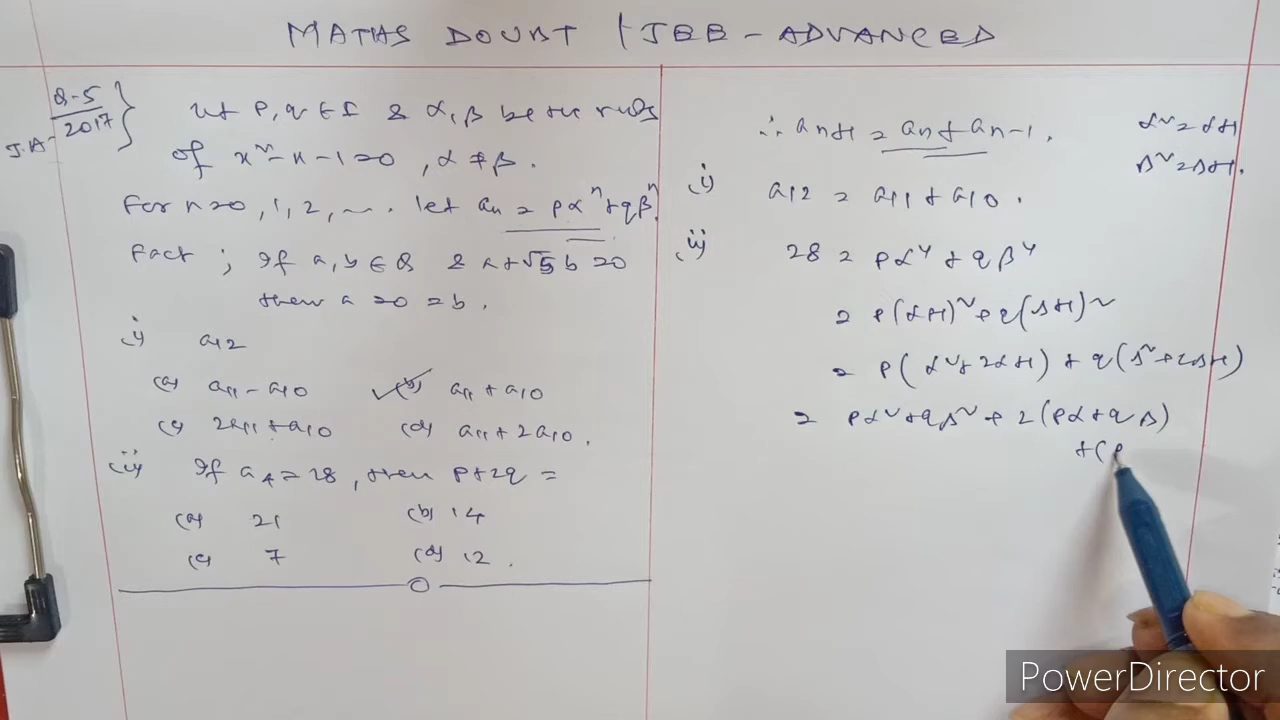 MATHS DOUBT | JEE - ADVANCED
Q-5
2017
J.A-
Let P, q ∈ I & α, β be the roots
of x² - x - 1 = 0, α ≠ β.
For n = 0, 1, 2, ~. let an = pαⁿ + qβⁿ.
Fact ; If a, b ∈ Q & a + √5 b = 0
then a = 0 = b.
i) a12
(a) a11 - a10 ✓(b) a11 + a10
(c) 2a11 + a10 (d) a11 + 2a10.
ii) If a4 = 28, then p + 2q =
(a) 21 (b) 14
(c) 7 (d) 12.
∴ an+1 = an + an-1.
α² = α+1
β² = β+1.
i) a12 = a11 + a10.
ii) 28 = pα⁴ + qβ⁴
= p(α+1)² + q(β+1)²
= p(α² + 2α+1) + q(β² + 2β+1)
= pα² + qβ² + 2(pα + qβ)
+(p
PowerDirector